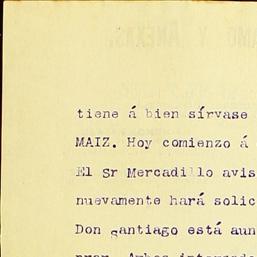 tiene á bien sírvase
MAIZ. Hoy comienzo á
El Sr Mercadillo avis
nuevamente hará solic
Don santiago está aun